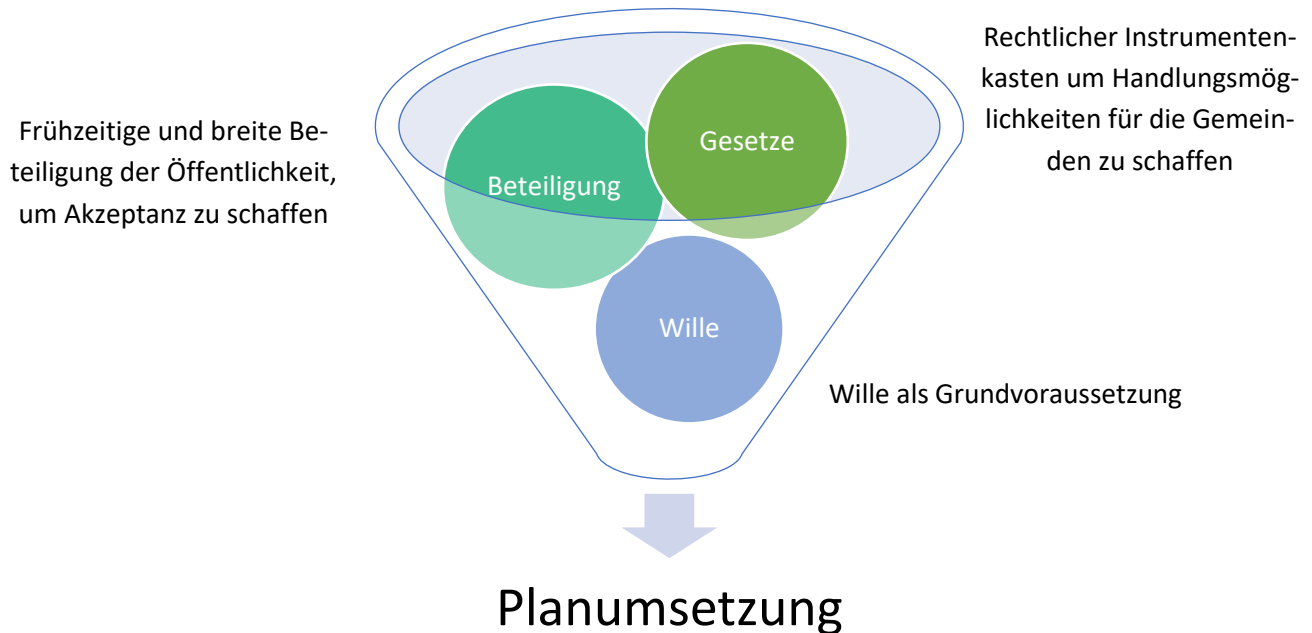 Frühzeitige und breite Be-
teiligung der Öffentlichkeit,
um Akzeptanz zu schaffen
Beteiligung
Gesetze
Rechtlicher Instrumenten-
kasten um Handlungsmög-
lichkeiten für die Gemein-
den zu schaffen
Wille
Wille als Grundvoraussetzung
Planumsetzung